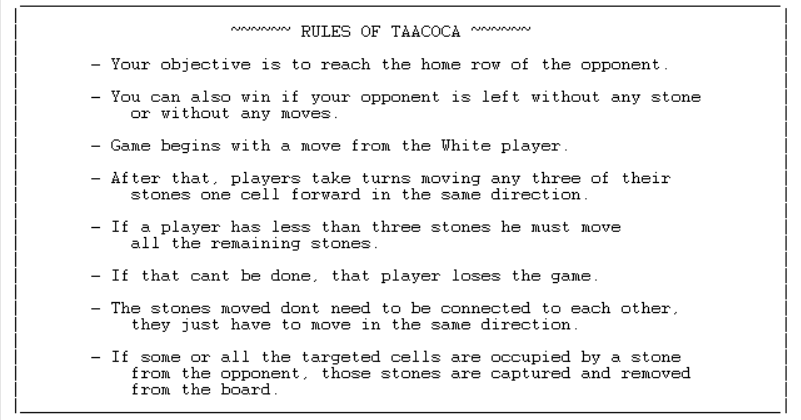 ~~~~~~ RULES OF TAACOCA ~~~~~~
- Your objective is to reach the home row of the opponent.
- You can also win if your opponent is left without any stone
or without any moves.
- Game begins with a move from the White player.
- After that, players take turns moving any three of their
stones one cell forward in the same direction.
- If a player has less than three stones he must move
all the remaining stones.
- If that cant be done, that player loses the game.
- The stones moved dont need to be connected to each other,
they just have to move in the same direction.
- If some or all the targeted cells are occupied by a stone
from the opponent, those stones are captured and removed
from the board.